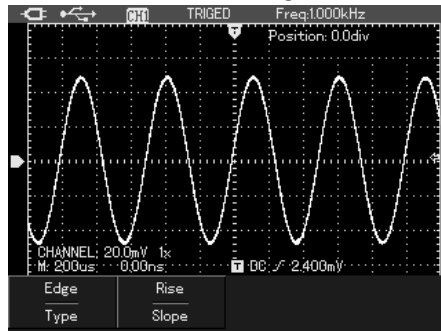 CH1 TRIGED Freq:1.000kHz
T
Position: 0.0div
CHANNEL: 20.0mV 1x
M: 200us: 0.00ns T DC 2.400mV
Edge Rise
Type Slope